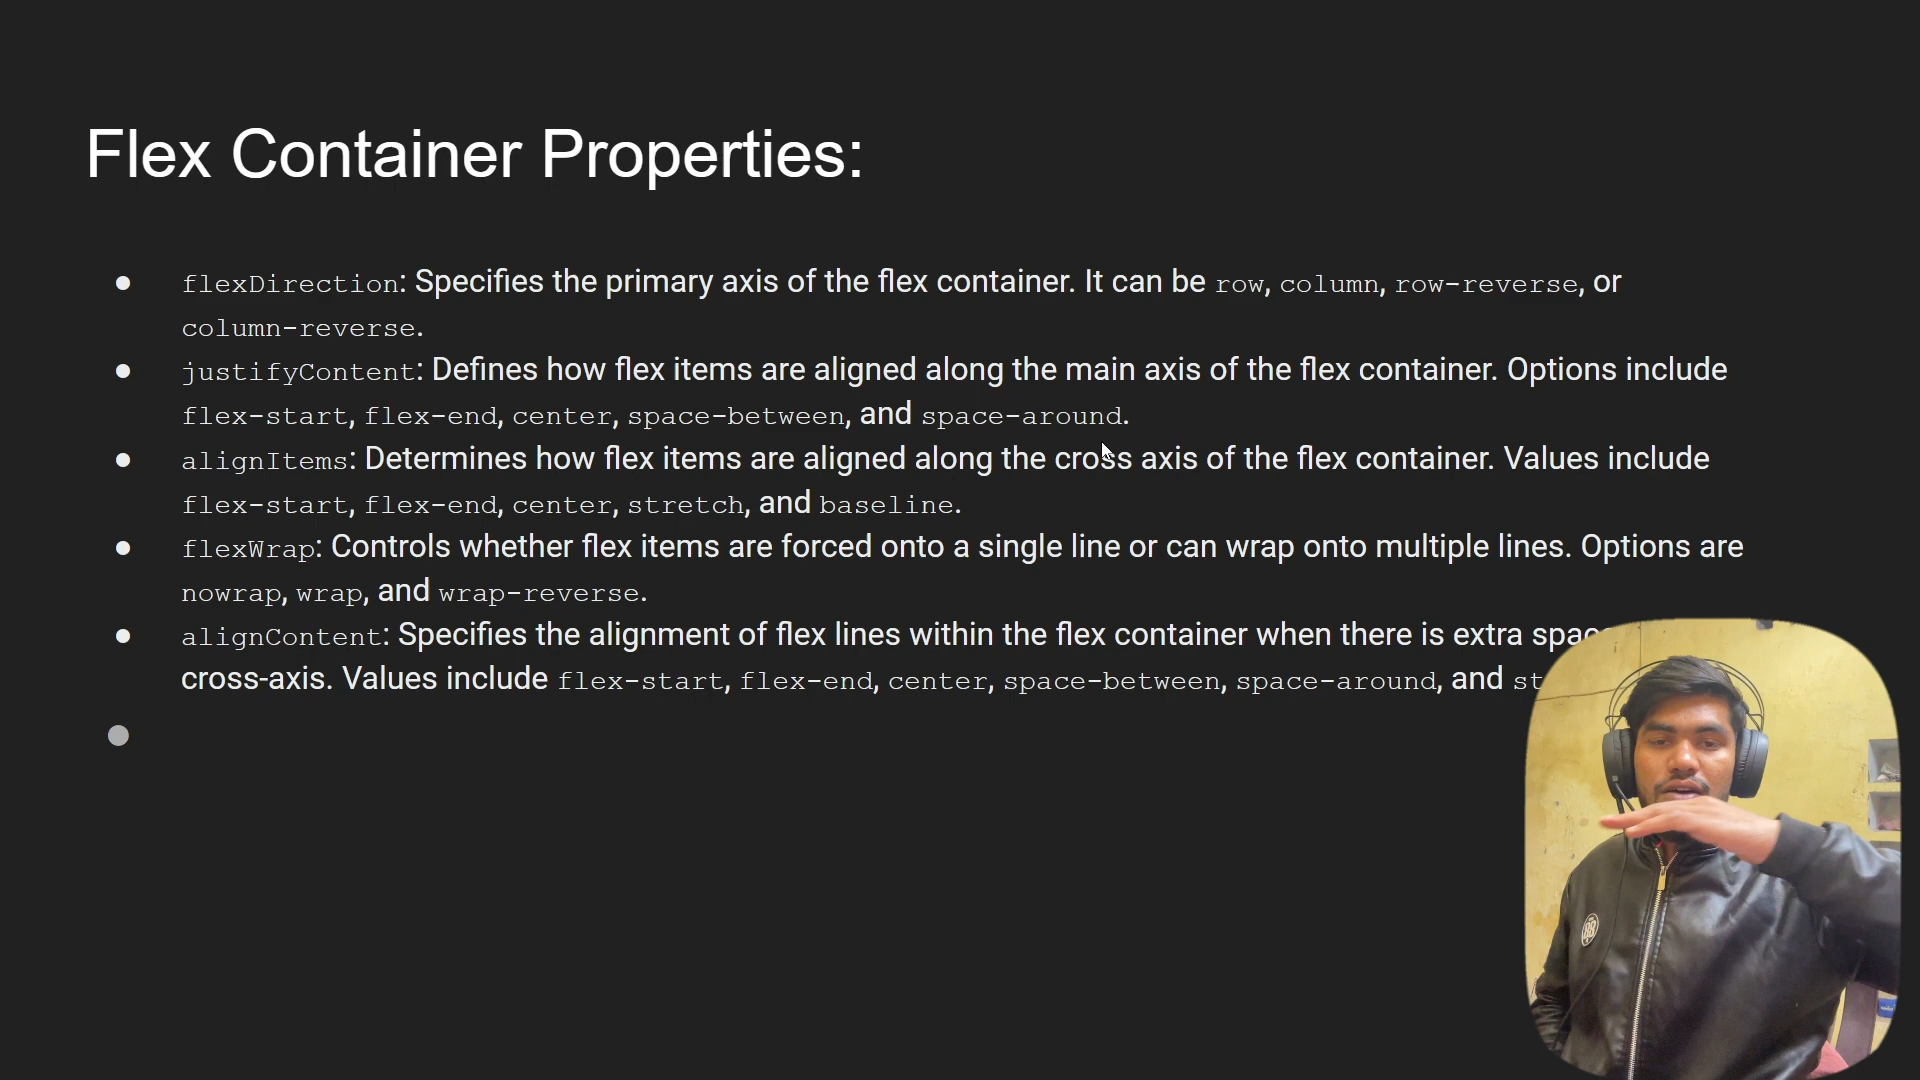 Flex Container Properties:
flexDirection: Specifies the primary axis of the flex container. It can be row, column, row-reverse, or
column-reverse.
justifyContent: Defines how flex items are aligned along the main axis of the flex container. Options include
flex-start, flex-end, center, space-between, and space-around.
alignItems: Determines how flex items are aligned along the cross axis of the flex container. Values include
flex-start, flex-end, center, stretch, and baseline.
flexWrap: Controls whether flex items are forced onto a single line or can wrap onto multiple lines. Options are
nowrap, wrap, and wrap-reverse.
alignContent: Specifies the alignment of flex lines within the flex container when there is extra
cross-axis. Values include flex-start, flex-end, center, space-between, space-around, and